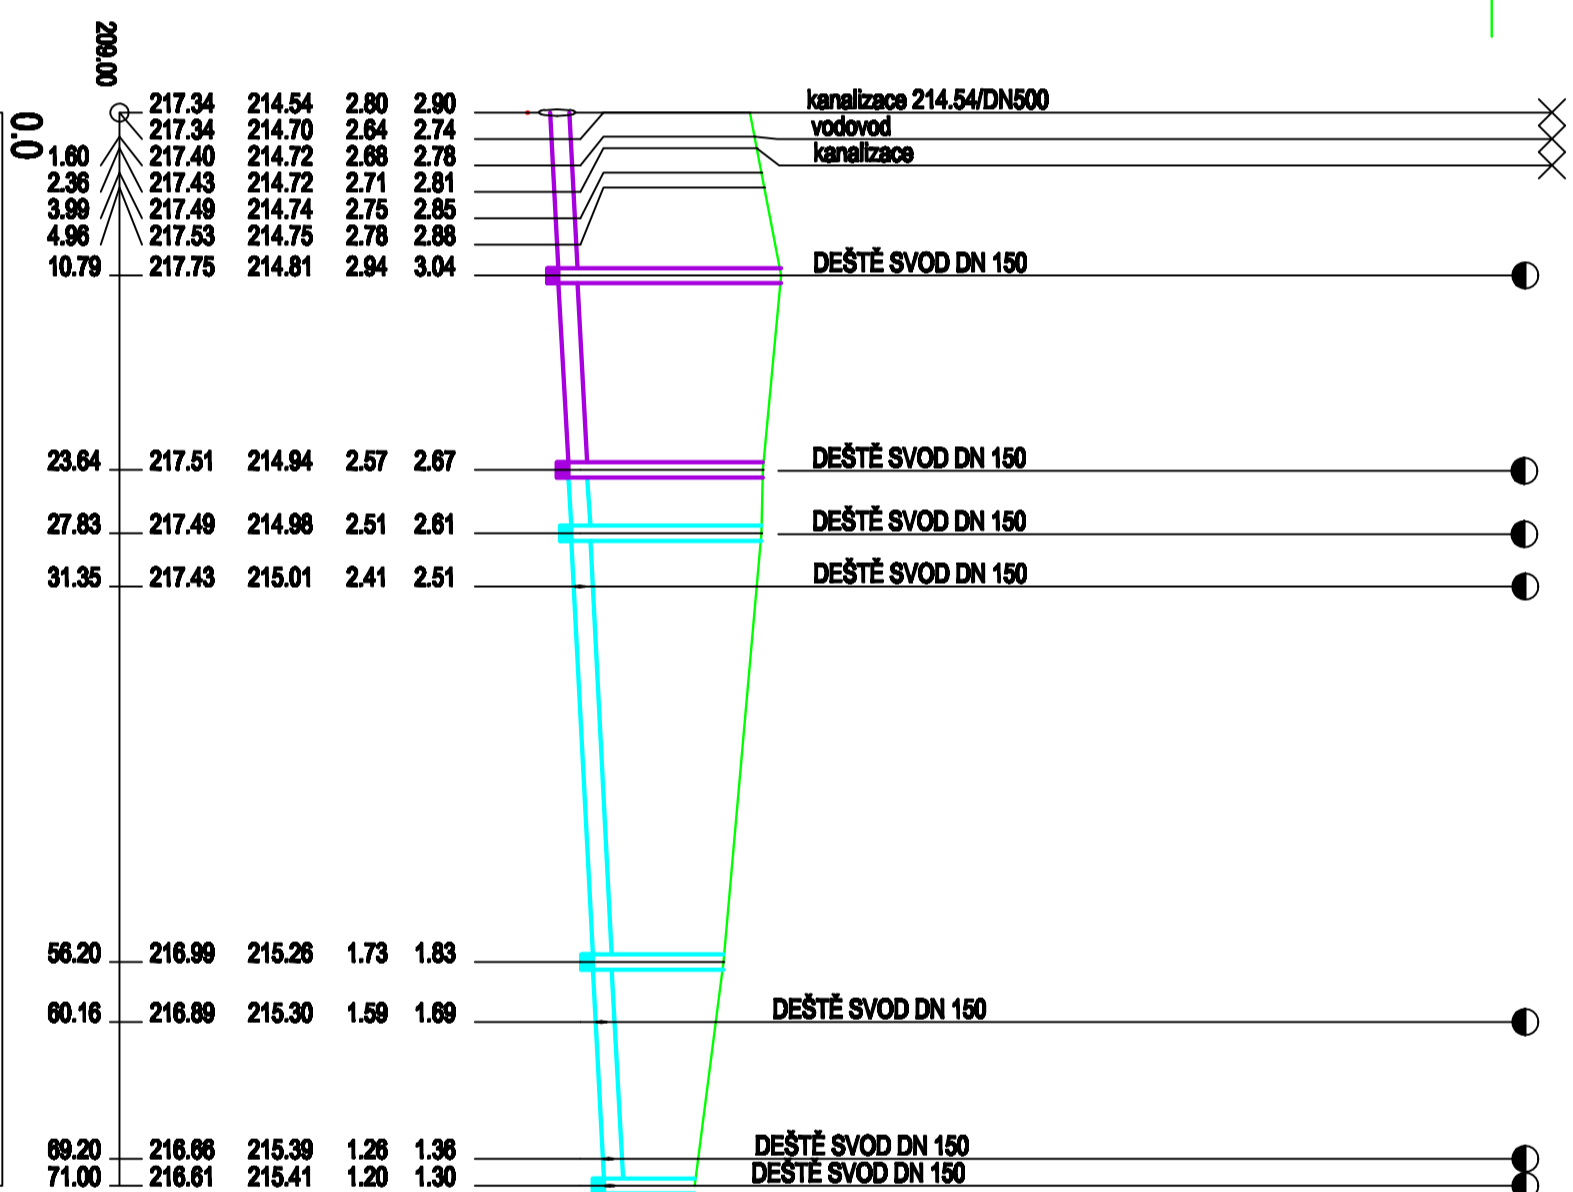 209.00
0.0
217.34 214.54 2.80 2.90 kanalizace 214.54/DN500
217.34 214.70 2.64 2.74 vodovod
1.60 217.40 214.72 2.68 2.78 kanalizace
2.36 217.43 214.72 2.71 2.81
3.99 217.49 214.74 2.75 2.85
4.96 217.53 214.75 2.78 2.88
10.79 217.75 214.81 2.94 3.04 DEŠTĚ SVOD DN 150
23.64 217.51 214.94 2.57 2.67 DEŠTĚ SVOD DN 150
27.83 217.49 214.98 2.51 2.61 DEŠTĚ SVOD DN 150
31.35 217.43 215.01 2.41 2.51 DEŠTĚ SVOD DN 150
56.20 216.99 215.26 1.73 1.83
60.16 216.89 215.30 1.59 1.69 DEŠTĚ SVOD DN 150
69.20 216.66 215.39 1.26 1.36 DEŠTĚ SVOD DN 150
71.00 216.61 215.41 1.20 1.30 DEŠTĚ SVOD DN 150